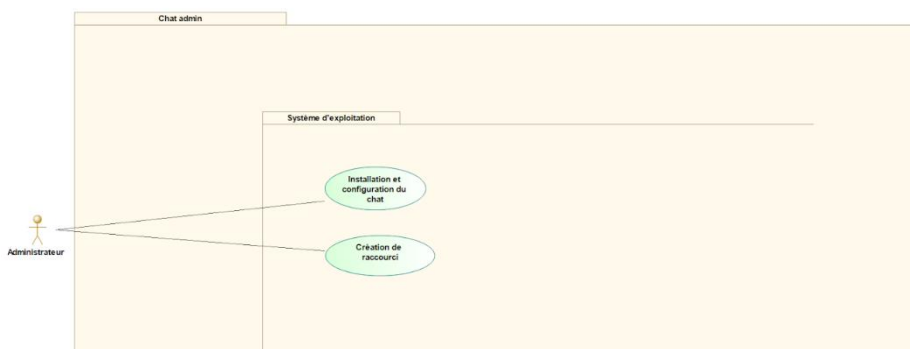 Chat admin
Système d'exploitation
Installation et
configuration du
chat
Administrateur
Création de
raccourci